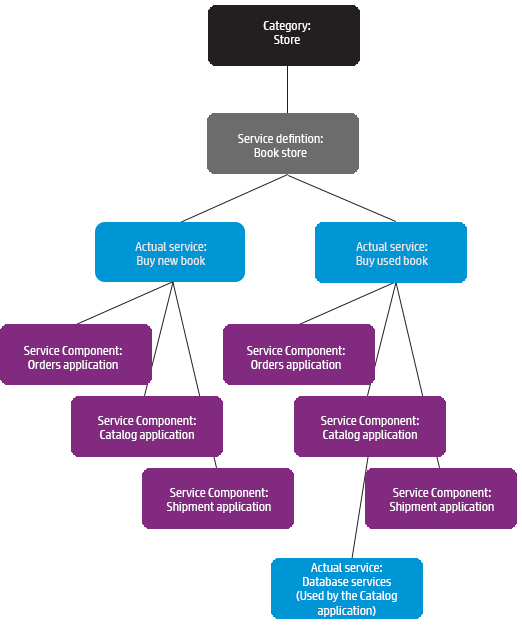 Category:
Store
Service defintion:
Book store
Actual service:
Buy new book
Actual service:
Buy used book
Service Component:
Orders application
Service Component:
Orders application
Service Component:
Catalog application
Service Component:
Catalog application
Service Component:
Shipment application
Service Component:
Shipment application
Actual service:
Database services
(Used by the Catalog
application)